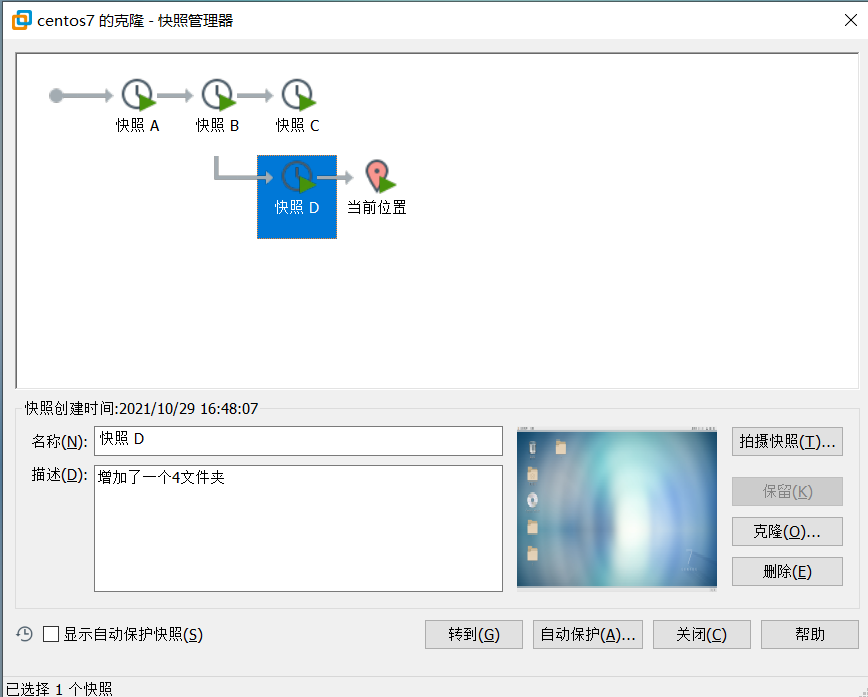 centos7 的克隆 - 快照管理器
快照 A
快照 B
快照 C
快照 D
当前位置
快照创建时间:2021/10/29 16:48:07
名称(N):
快照 D
描述(D):
增加了一个4文件夹
拍摄快照(T)...
保留(K)
克隆(O)...
删除(E)
显示自动保护快照(S)
转到(G)
自动保护(A)...
关闭(C)
帮助
已选择 1 个快照